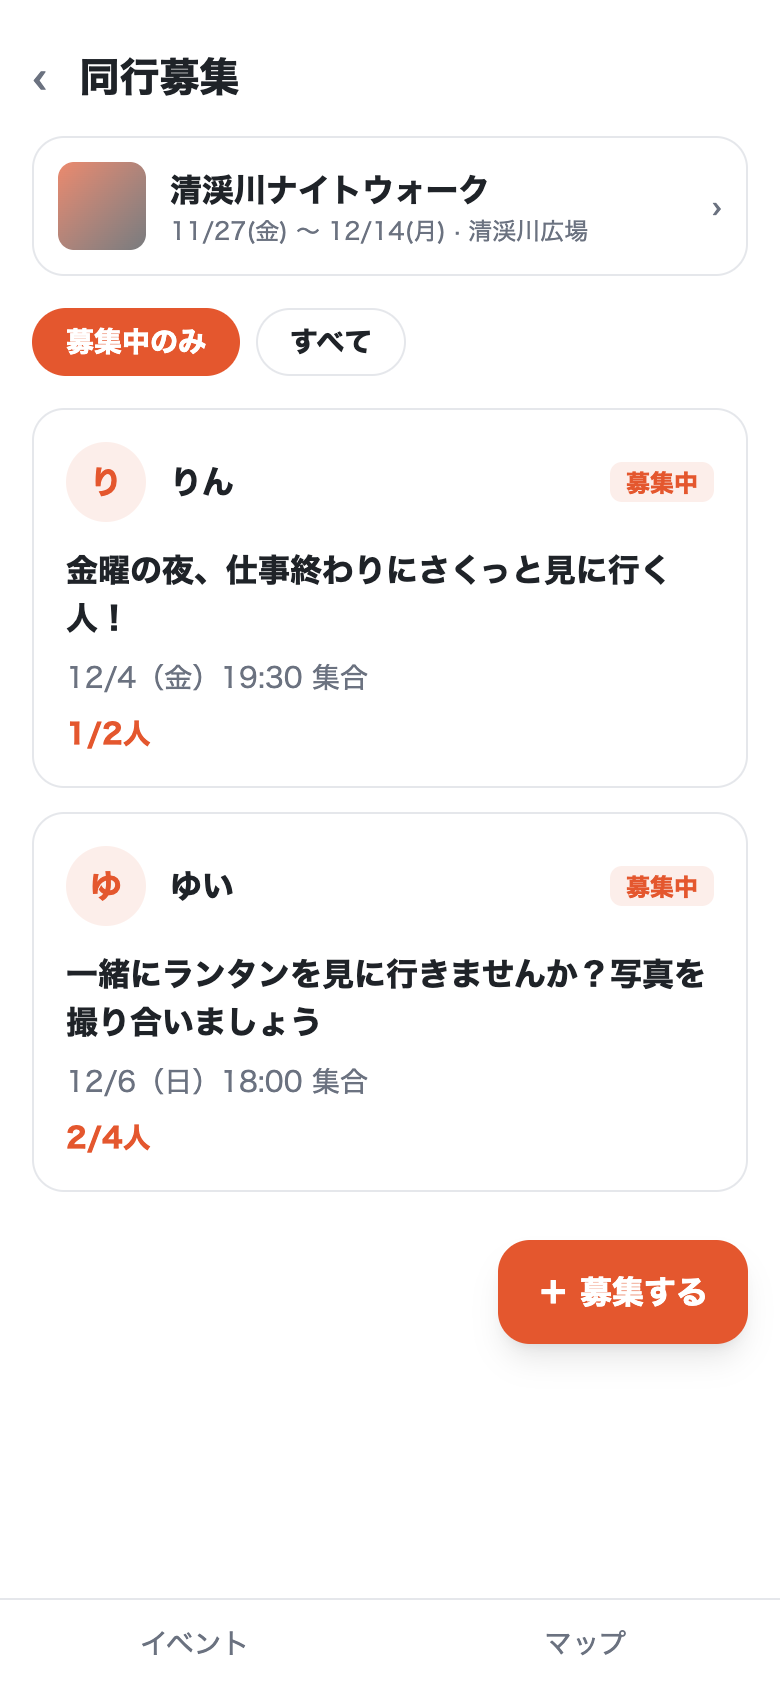 ‹ 同行募集
清渓川ナイトウォーク
11/27(金) 〜 12/14(月) · 清渓川広場
›
募集中のみ すべて
り りん 募集中
金曜の夜、仕事終わりにさくっと見に行く
人！
12/4（金）19:30 集合
1/2人
ゆ ゆい 募集中
一緒にランタンを見に行きませんか？写真を
撮り合いましょう
12/6（日）18:00 集合
2/4人
＋ 募集する
イベント マップ